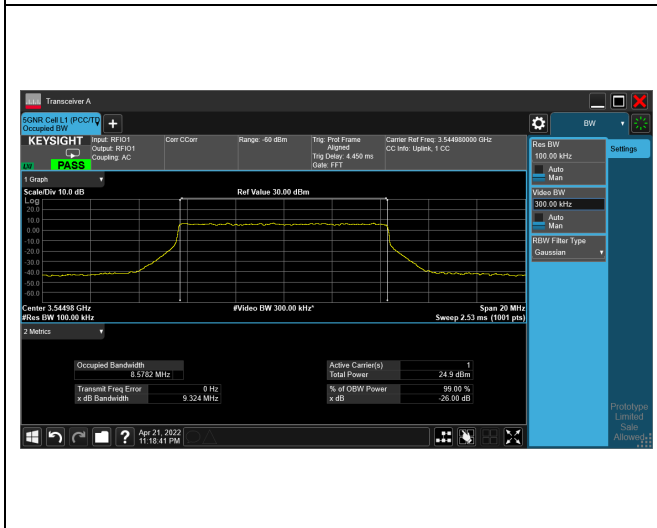 Transceiver A
5GNR Cell L1 (PCC/TD
Occupied BW
+
BW
KEYSIGHT
Input: RFIO1
Output: RFIO1
Coupling: AC
Corr CCorr
Range: -60 dBm
Trig: Prof Frame
Aligned
Trig Delay: 4.450 ms
Gate: FFT
Carrier Ref Freq: 3.544980000 GHz
CC Info: Uplink, 1 CC
PASS
Res BW
100.00 kHz
Auto
Man
Settings
Video BW
300.00 kHz
Auto
Man
RBW Filter Type
Gaussian
1 Graph
Scale/Div 10.0 dB
Ref Value 30.00 dBm
Log
20.0
10.0
0.00
-10.0
-20.0
-30.0
-40.0
-50.0
-60.0
Center 3.54498 GHz
#Video BW 300.00 kHz*
Span 20 MHz
#Res BW 100.00 kHz
Sweep 2.53 ms (1001 pts)
2 Metrics
Occupied Bandwidth
8.5782 MHz
Active Carrier(s) 1
Total Power 24.9 dBm
Transmit Freq Error 0 Hz
x dB Bandwidth 9.324 MHz
% of OBW Power 99.00 %
x dB -26.00 dB
Prototype
Limited
Sale
Allowed
?
Apr 21, 2022
11:18:41 PM